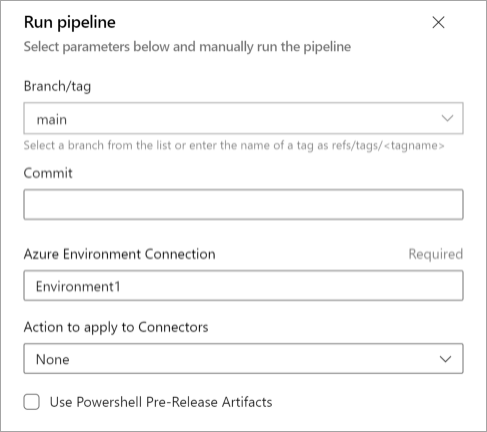 Run pipeline
Select parameters below and manually run the pipeline
Branch/tag
main
Select a branch from the list or enter the name of a tag as refs/tags/<tagname>
Commit
Azure Environment Connection Required
Environment1
Action to apply to Connectors
None
Use Powershell Pre-Release Artifacts